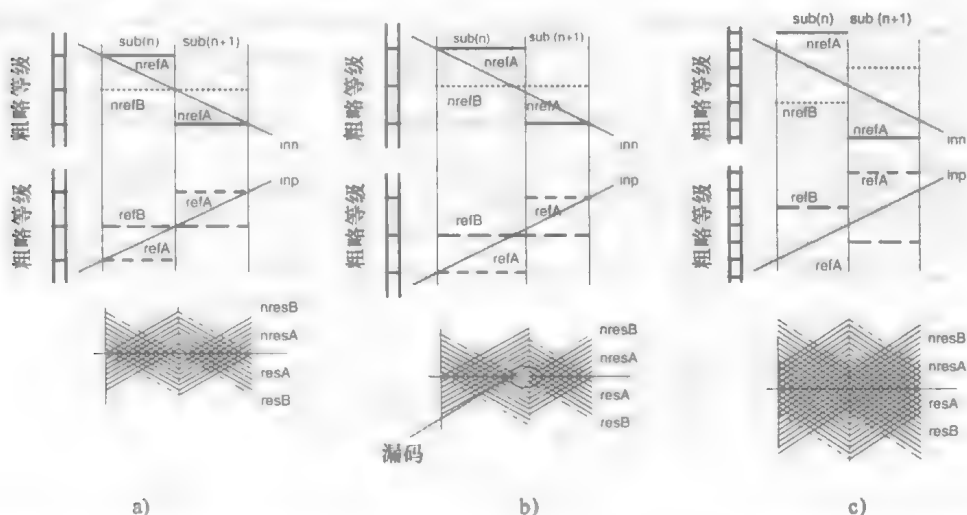 sub(n)
sub(n+1)
nrefA
nrefB
nrefA
inn
粗略等级
refB
refA
refA
粗略等级
nresB
nresA
resA
resB
a)
sub(n)
sub(n+1)
nrefA
nrefB
nrefA
inn
粗略等级
inp
refB
refA
refA
粗略等级
nresB
nresA
resA
resB
漏码
b)
sub(n)
sub (n+1)
nrefA
nrefB
nrefA
inn
粗略等级
inp
refA
refB
refA
粗略等级
nresB
nresA
resA
resB
c)